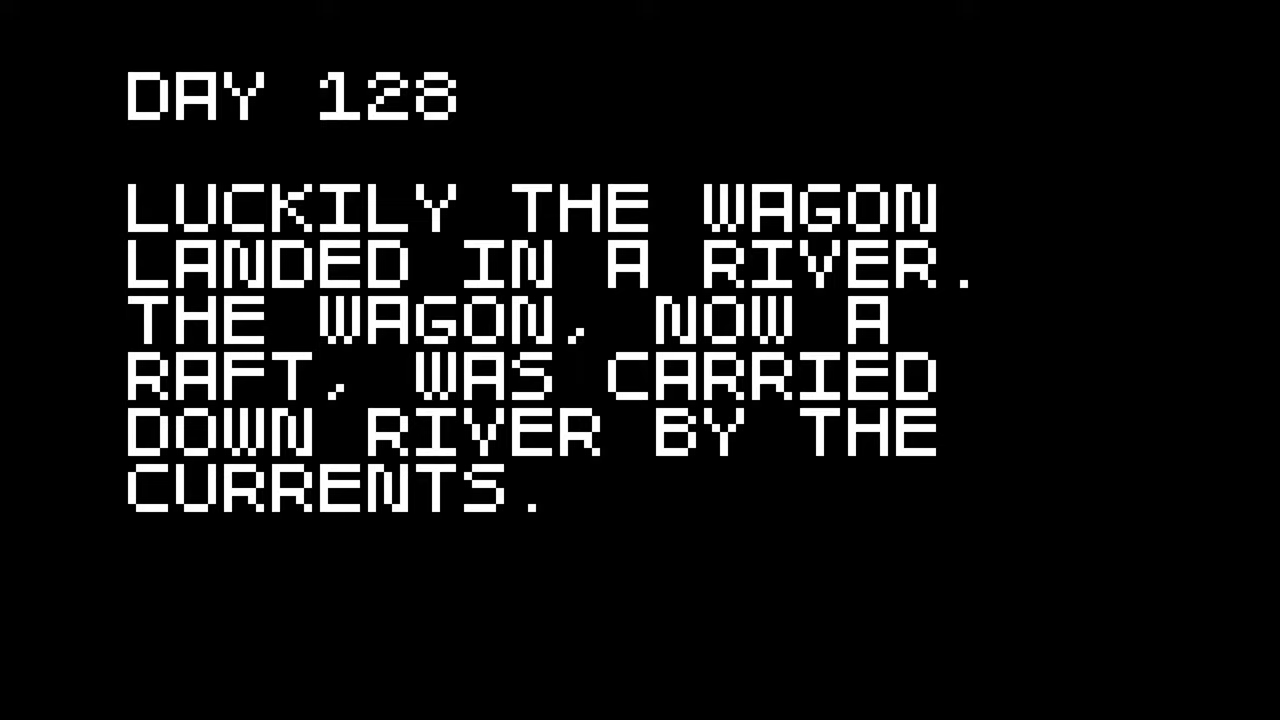 DAY 128
LUCKILY THE WAGON
LANDED IN A RIVER.
THE WAGON, NOW A
RAFT, WAS CARRIED
DOWN RIVER BY THE
CURRENTS.